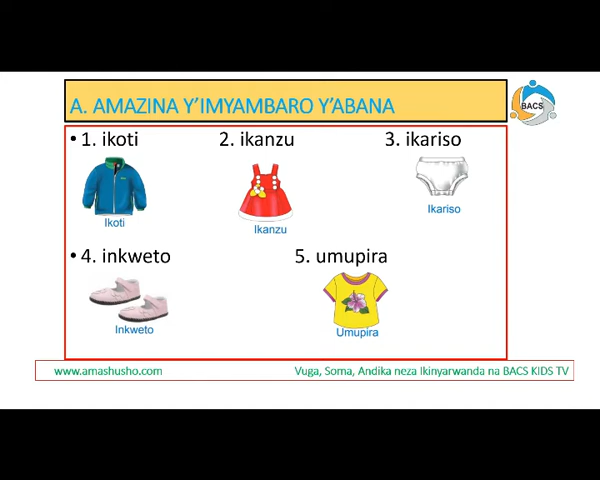 A. AMAZINA Y'IMYAMBARO Y'ABANA
BACS
• 1. ikoti 2. ikanzu 3. ikariso
Ikoti Ikanzu Ikariso
• 4. inkweto 5. umupira
Inkweto Umupira
www.amashusho.com Vuga, Soma, Andika neza Ikinyarwanda na BACS KIDS TV